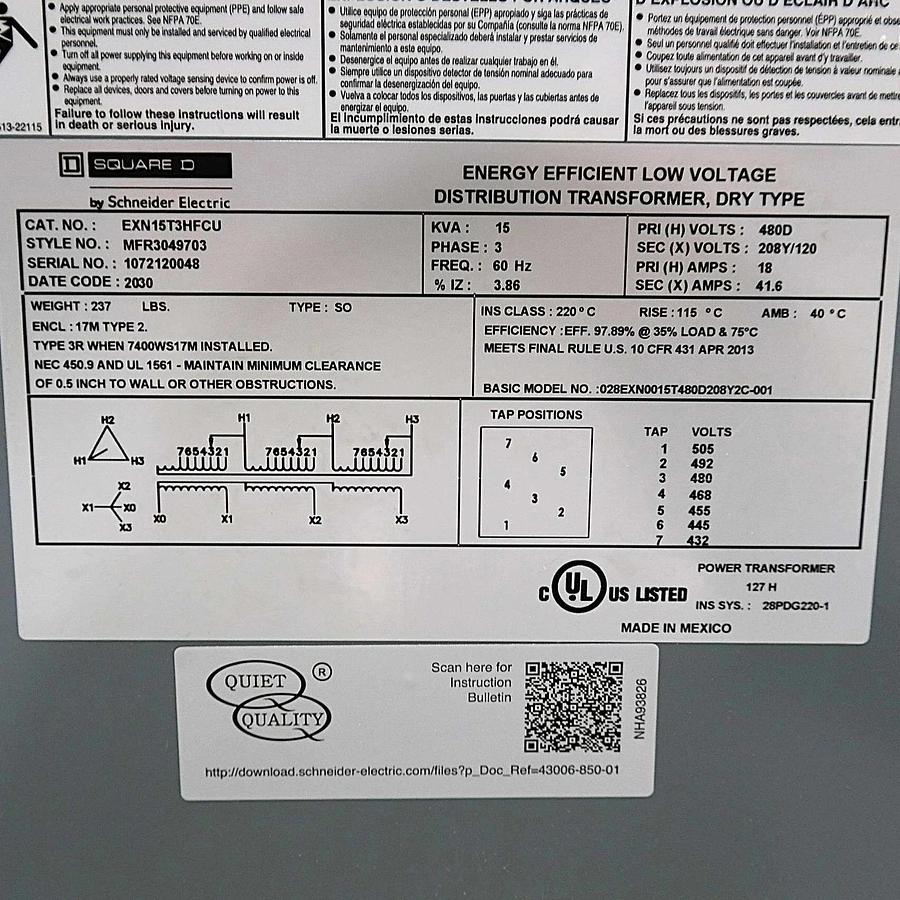 Apply appropriate personal protective equipment (PPE) and follow safe
electrical work practices. See NFPA 70E.
This equipment must only be installed and serviced by qualified electrical
personnel.
Turn off all power supplying this equipment before working on or inside
equipment.
Always use a properly rated voltage sensing device to confirm power is off.
Replace all devices, doors and covers before turning on power to this
equipment.
Failure to follow these instructions will result
in death or serious injury.
613-22115
Utilice equipo de protección personal (EPP) apropiado y siga las prácticas de
seguridad eléctrica establecidas por su Compañía (consulte la norma NFPA 70E).
Solamente el personal especializado deberá instalar y prestar servicios de
mantenimiento a este equipo.
Desenergice el equipo antes de realizar cualquier trabajo en él.
Siempre utilice un dispositivo detector de tensión nominal adecuado para
confirmar la desenergización del equipo.
Vuelva a colocar todos los dispositivos, las puertas y las cubiertas antes de
energizar el equipo.
El incumplimiento de estas instrucciones podrá causar
la muerte o lesiones serias.
D'EXPLOSION OU D'ÉCLAIR D'ARC
Portez un équipement de protection personnel (ÉPP) approprié et
méthodes de travail électrique sans danger. Voir NFPA 70E.
Seul un personnel qualifié doit effectuer l'installation et l'entretien de
Coupez toute alimentation de cet appareil avant d'y travailler.
Utilisez toujours un dispositif de détection de tension à valeur nominale
pour s'assurer que l'alimentation est coupée.
Replacez tous les dispositifs, les portes et les couvercles avant de
l'appareil sous tension.
Si ces précautions ne sont pas respectées, cela
la mort ou des blessures graves.
SQUARE D
by Schneider Electric
ENERGY EFFICIENT LOW VOLTAGE
DISTRIBUTION TRANSFORMER, DRY TYPE
CAT. NO. : EXN15T3HFCU
STYLE NO. : MFR3049703
SERIAL NO. : 1072120048
DATE CODE : 2030
KVA : 15
PHASE : 3
FREQ. : 60 Hz
% IZ : 3.86
PRI (H) VOLTS : 480D
SEC (X) VOLTS : 208Y/120
PRI (H) AMPS : 18
SEC (X) AMPS : 41.6
WEIGHT : 237 LBS. TYPE : SO
ENCL : 17M TYPE 2.
TYPE 3R WHEN 7400WS17M INSTALLED.
NEC 450.9 AND UL 1561 - MAINTAIN MINIMUM CLEARANCE
OF 0.5 INCH TO WALL OR OTHER OBSTRUCTIONS.
INS CLASS : 220 ° C RISE : 115 ° C AMB : 40 ° C
EFFICIENCY :EFF. 97.89% @ 35% LOAD & 75°C
MEETS FINAL RULE U.S. 10 CFR 431 APR 2013
BASIC MODEL NO. :028EXN0015T480D208Y2C-001
H2
H1 H3
X2
X1 X0
X3
H1 H2 H3
7654321 7654321 7654321
X0 X1 X2 X3
TAP POSITIONS
7
6
5
4
3
2
1
TAP VOLTS
1 505
2 492
3 480
4 468
5 455
6 445
7 432
C UL US LISTED
POWER TRANSFORMER
127 H
INS SYS. : 28PDG220-1
MADE IN MEXICO
QUIET
QUALITY
®
Scan here for
Instruction
Bulletin
NHA93826
http://download.schneider-electric.com/files?p_Doc_Ref=43006-850-01